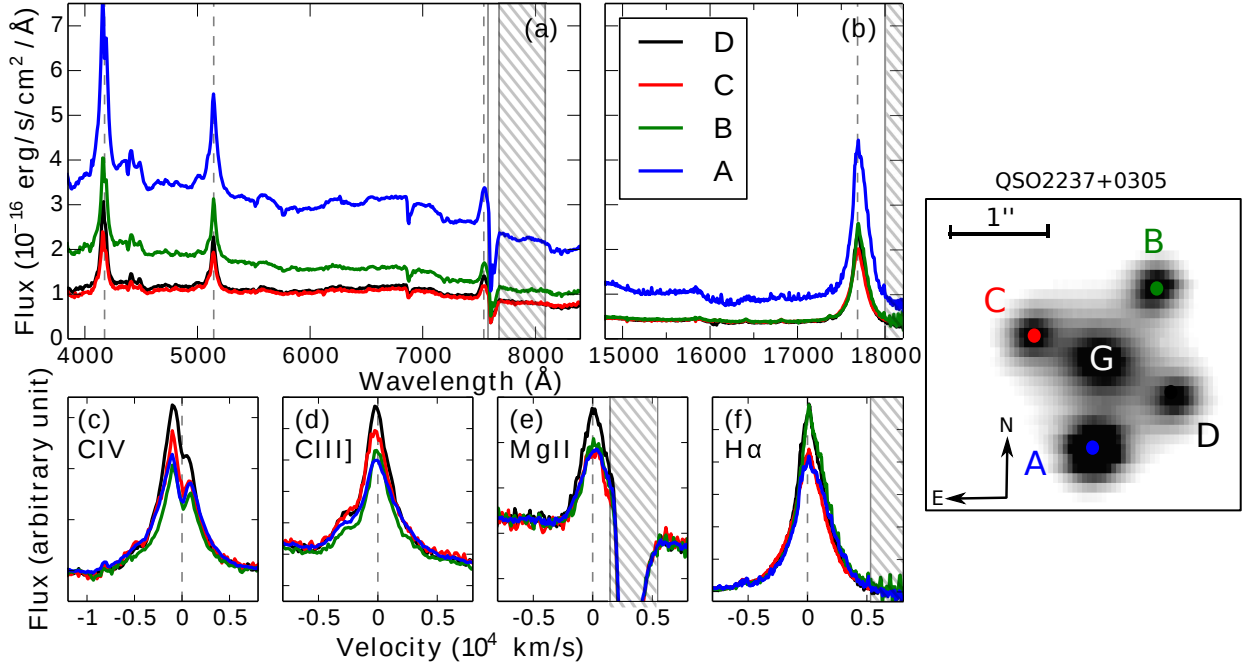 7
6
5
4
3
2
1
0
Flux (10⁻¹⁶ erg/s/cm²/Å)
(a)
4000 5000 6000 7000 8000
D
C
B
A
(b)
15000 16000 17000 18000
Wavelength (Å)
QSO2237+0305
1''
B
C
G
D
A
N
E
Flux (arbitrary unit)
(c)
CIV
-1 -0.5 0 0.5
(d)
CIII]
-0.5 0 0.5
(e)
MgII
-0.5 0 0.5
(f)
Hα
-0.5 0 0.5
Velocity (10⁴ km/s)